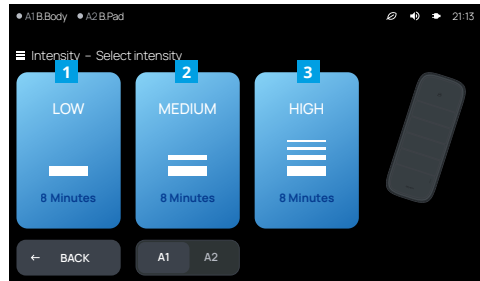 A1 B.Body A2 B.Pad 21:13
Intensity – Select intensity
1 2 3
LOW MEDIUM HIGH
8 Minutes 8 Minutes 8 Minutes
← BACK A1 A2